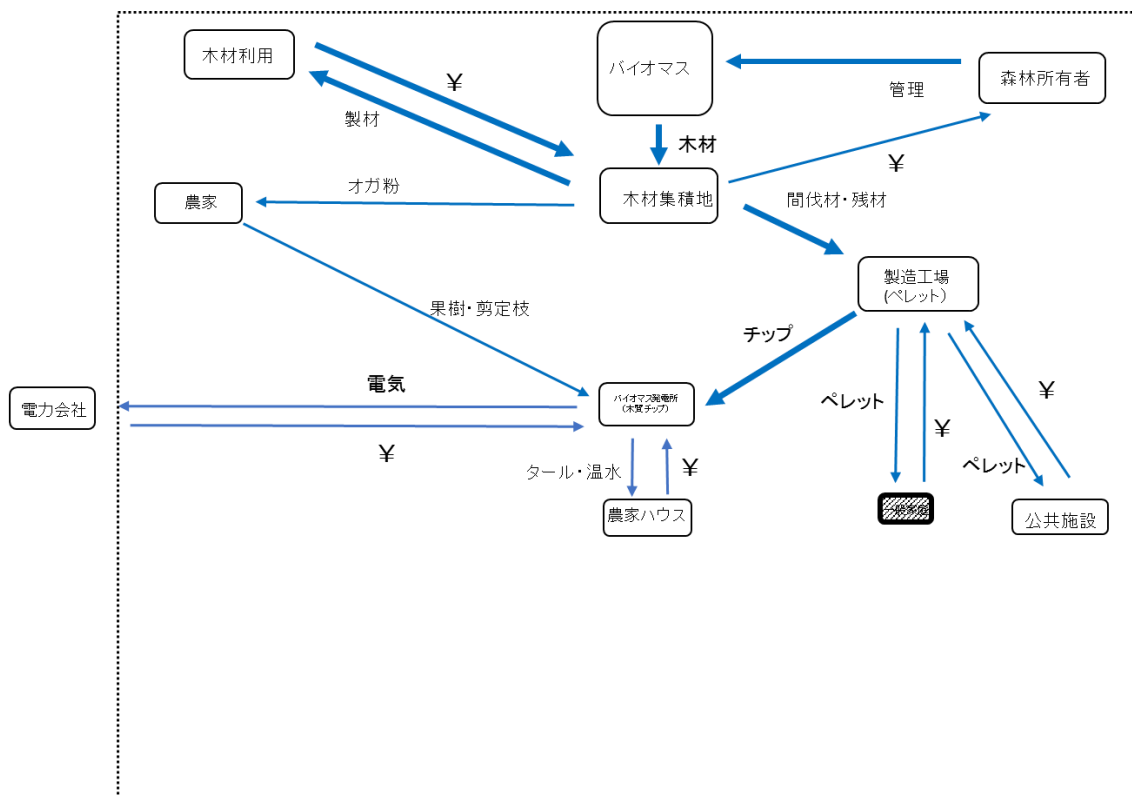 木材利用
バイオマス
森林所有者
¥
管理
製材
木材
¥
オガ粉
農家
木材集積地
間伐材・残材
製造工場
(ペレット)
果樹・剪定枝
チップ
電気
電力会社
バイオマス発電所
(木質チップ)
ペレット
¥
¥
¥
タール・温水
¥
ペレット
農家ハウス
一般家庭
公共施設